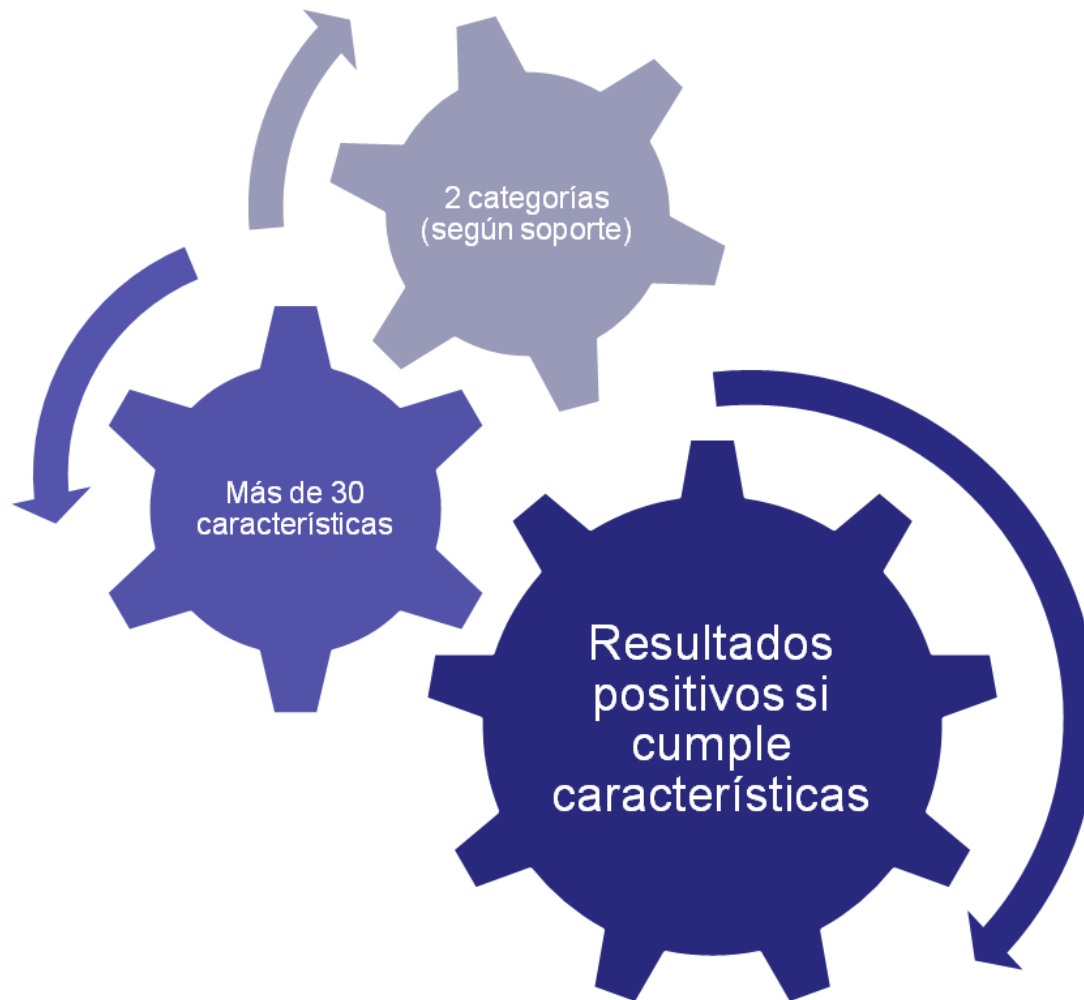 2 categorías
(según soporte)
Más de 30
características
Resultados
positivos si
cumple
características